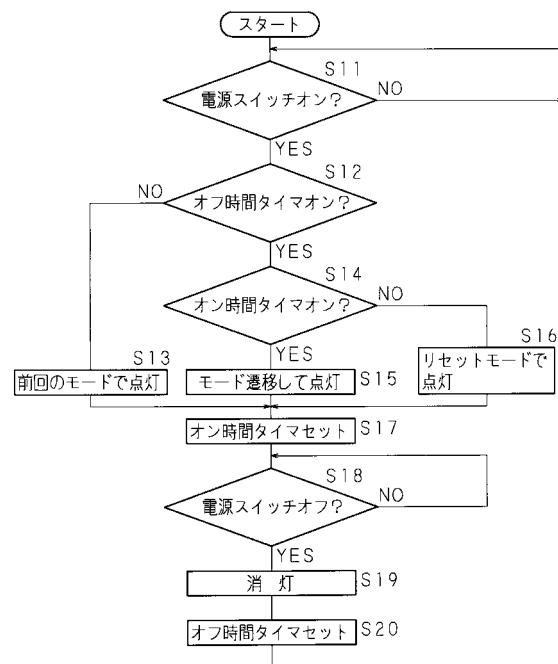 スタート
S11
電源スイッチオン?
NO
YES
S12
NO
オフ時間タイマオン?
YES
S14
オン時間タイマオン?
NO
S13
YES
S16
前回のモードで点灯
モード遷移して点灯
S15
リセットモードで
点灯
オン時間タイマセット
S17
S18
電源スイッチオフ?
NO
YES
消 灯
S19
オフ時間タイマセット
S20